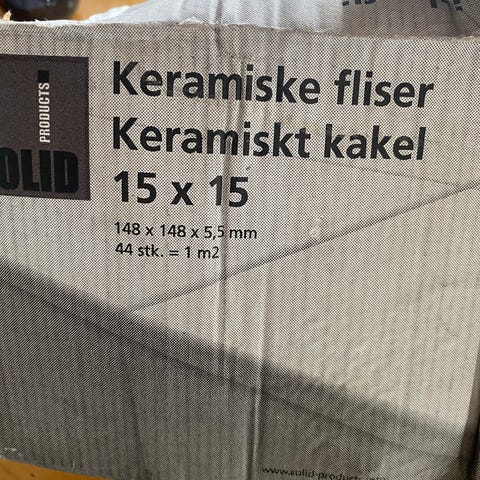 PRODUCTS
OLID
Keramiske fliser
Keramiskt kakel
15 x 15
148 x 148 x 5,5 mm
44 stk. = 1 m2